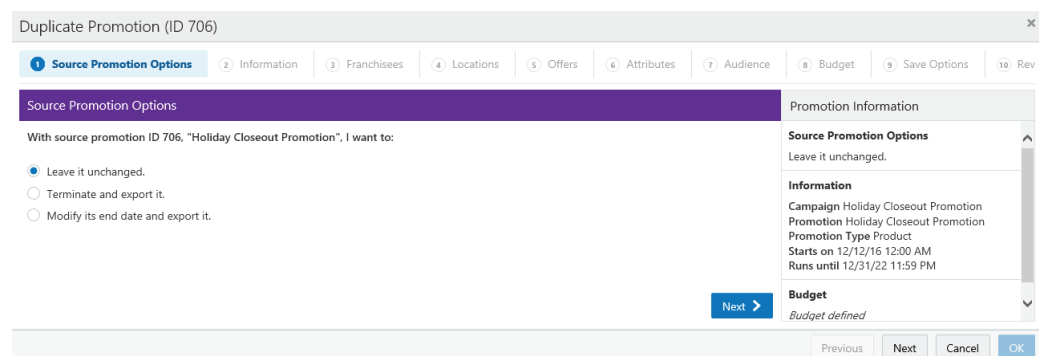 Duplicate Promotion (ID 706)
1 Source Promotion Options 2 Information 3 Franchisees 4 Locations 5 Offers 6 Attributes 7 Audience 8 Budget 9 Save Options 10 Rev
Source Promotion Options
With source promotion ID 706, "Holiday Closeout Promotion", I want to:
Leave it unchanged.
Terminate and export it.
Modify its end date and export it.
Next
Promotion Information
Source Promotion Options
Leave it unchanged.
Information
Campaign Holiday Closeout Promotion
Promotion Holiday Closeout Promotion
Promotion Type Product
Starts on 12/12/16 12:00 AM
Runs until 12/31/22 11:59 PM
Budget
Budget defined
Previous Next Cancel OK